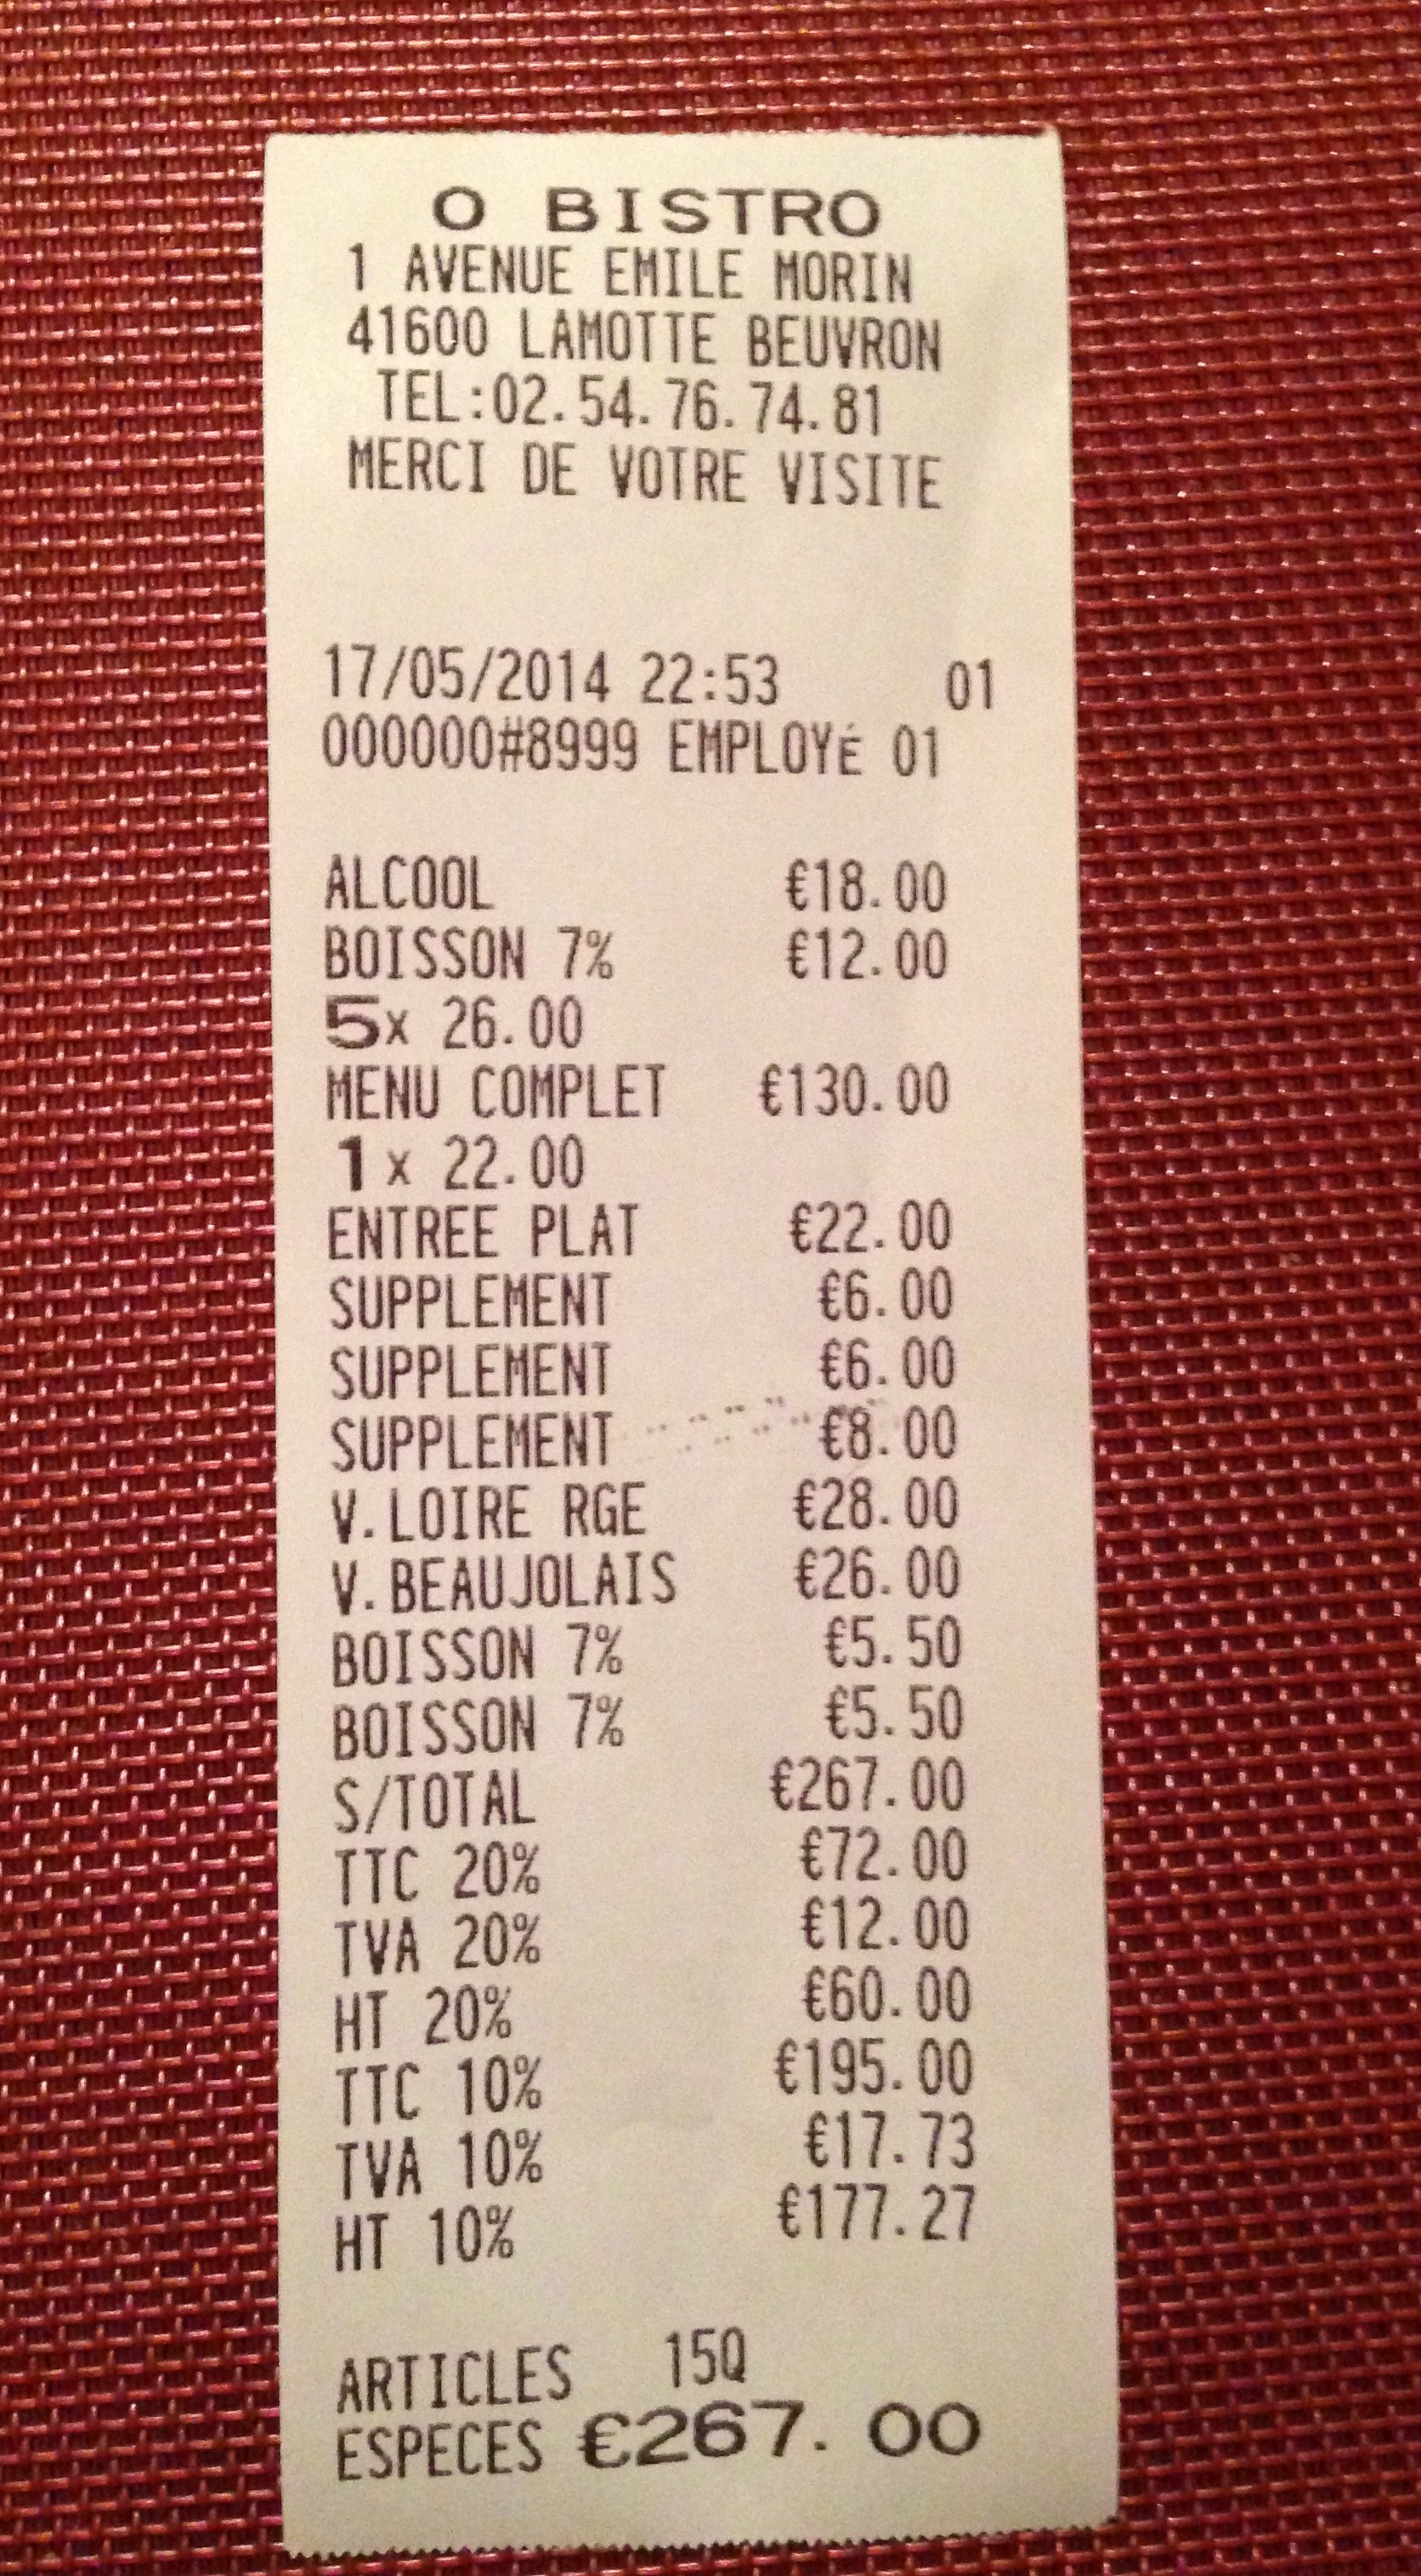 O BISTRO
1 AVENUE EMILE MORIN
41600 LAMOTTE BEUVRON
TEL:02.54.76.74.81
MERCI DE VOTRE VISITE
17/05/2014 22:53 01
000000#8999 EMPLOYÉ 01
ALCOOL €18.00
BOISSON 7% €12.00
5x 26.00
MENU COMPLET €130.00
1x 22.00
ENTREE PLAT €22.00
SUPPLEMENT €6.00
SUPPLEMENT €6.00
SUPPLEMENT €8.00
V.LOIRE RGE €28.00
V.BEAUJOLAIS €26.00
BOISSON 7% €5.50
BOISSON 7% €5.50
S/TOTAL €267.00
TTC 20% €72.00
TVA 20% €12.00
HT 20% €60.00
TTC 10% €195.00
TVA 10% €17.73
HT 10% €177.27
ARTICLES 15Q
ESPECES €267.00